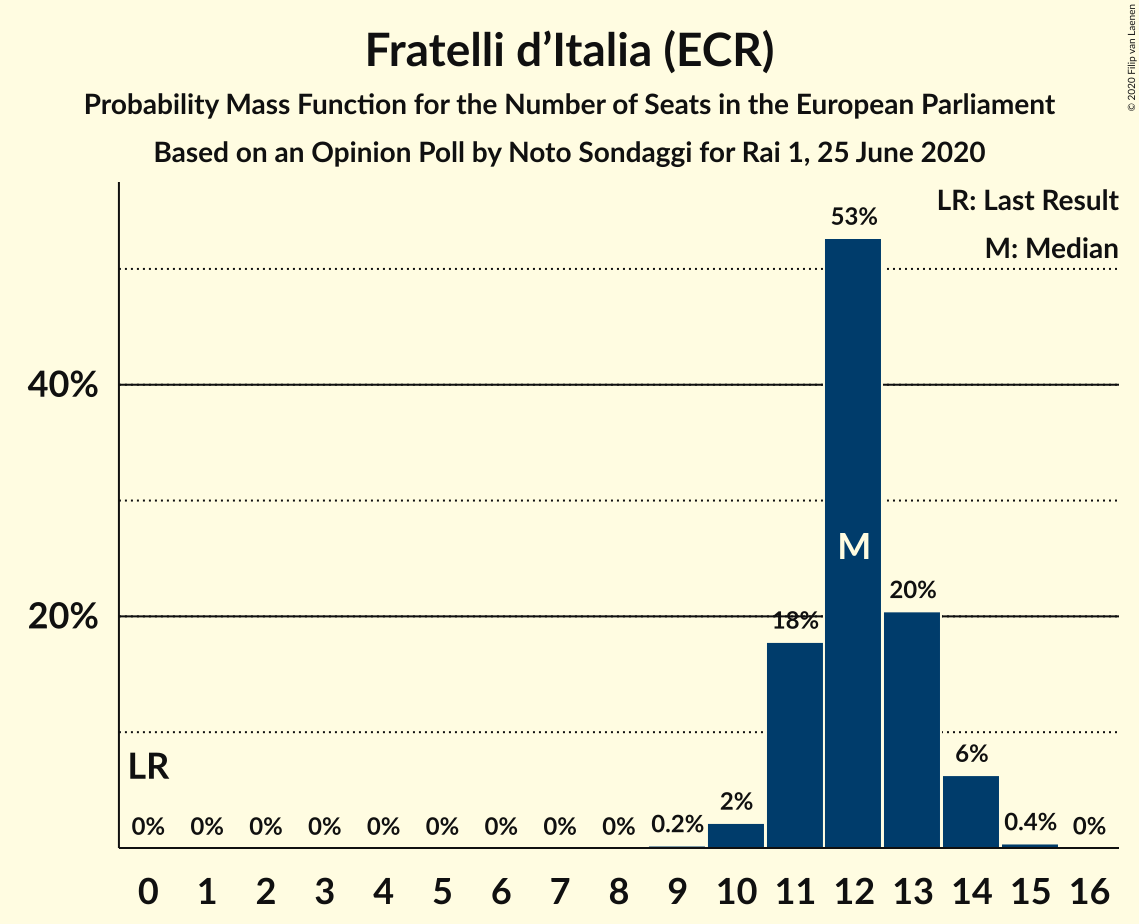 Fratelli d’Italia (ECR)
Probability Mass Function for the Number of Seats in the European Parliament
Based on an Opinion Poll by Noto Sondaggi for Rai 1, 25 June 2020
© 2020 Filip van Laenen
LR: Last Result
M: Median
53%
40%
M
20%
20%
18%
LR
6%
2%
0% 0% 0% 0% 0% 0% 0% 0% 0% 0.2% 0.4% 0%
0 1 2 3 4 5 6 7 8 9 10 11 12 13 14 15 16